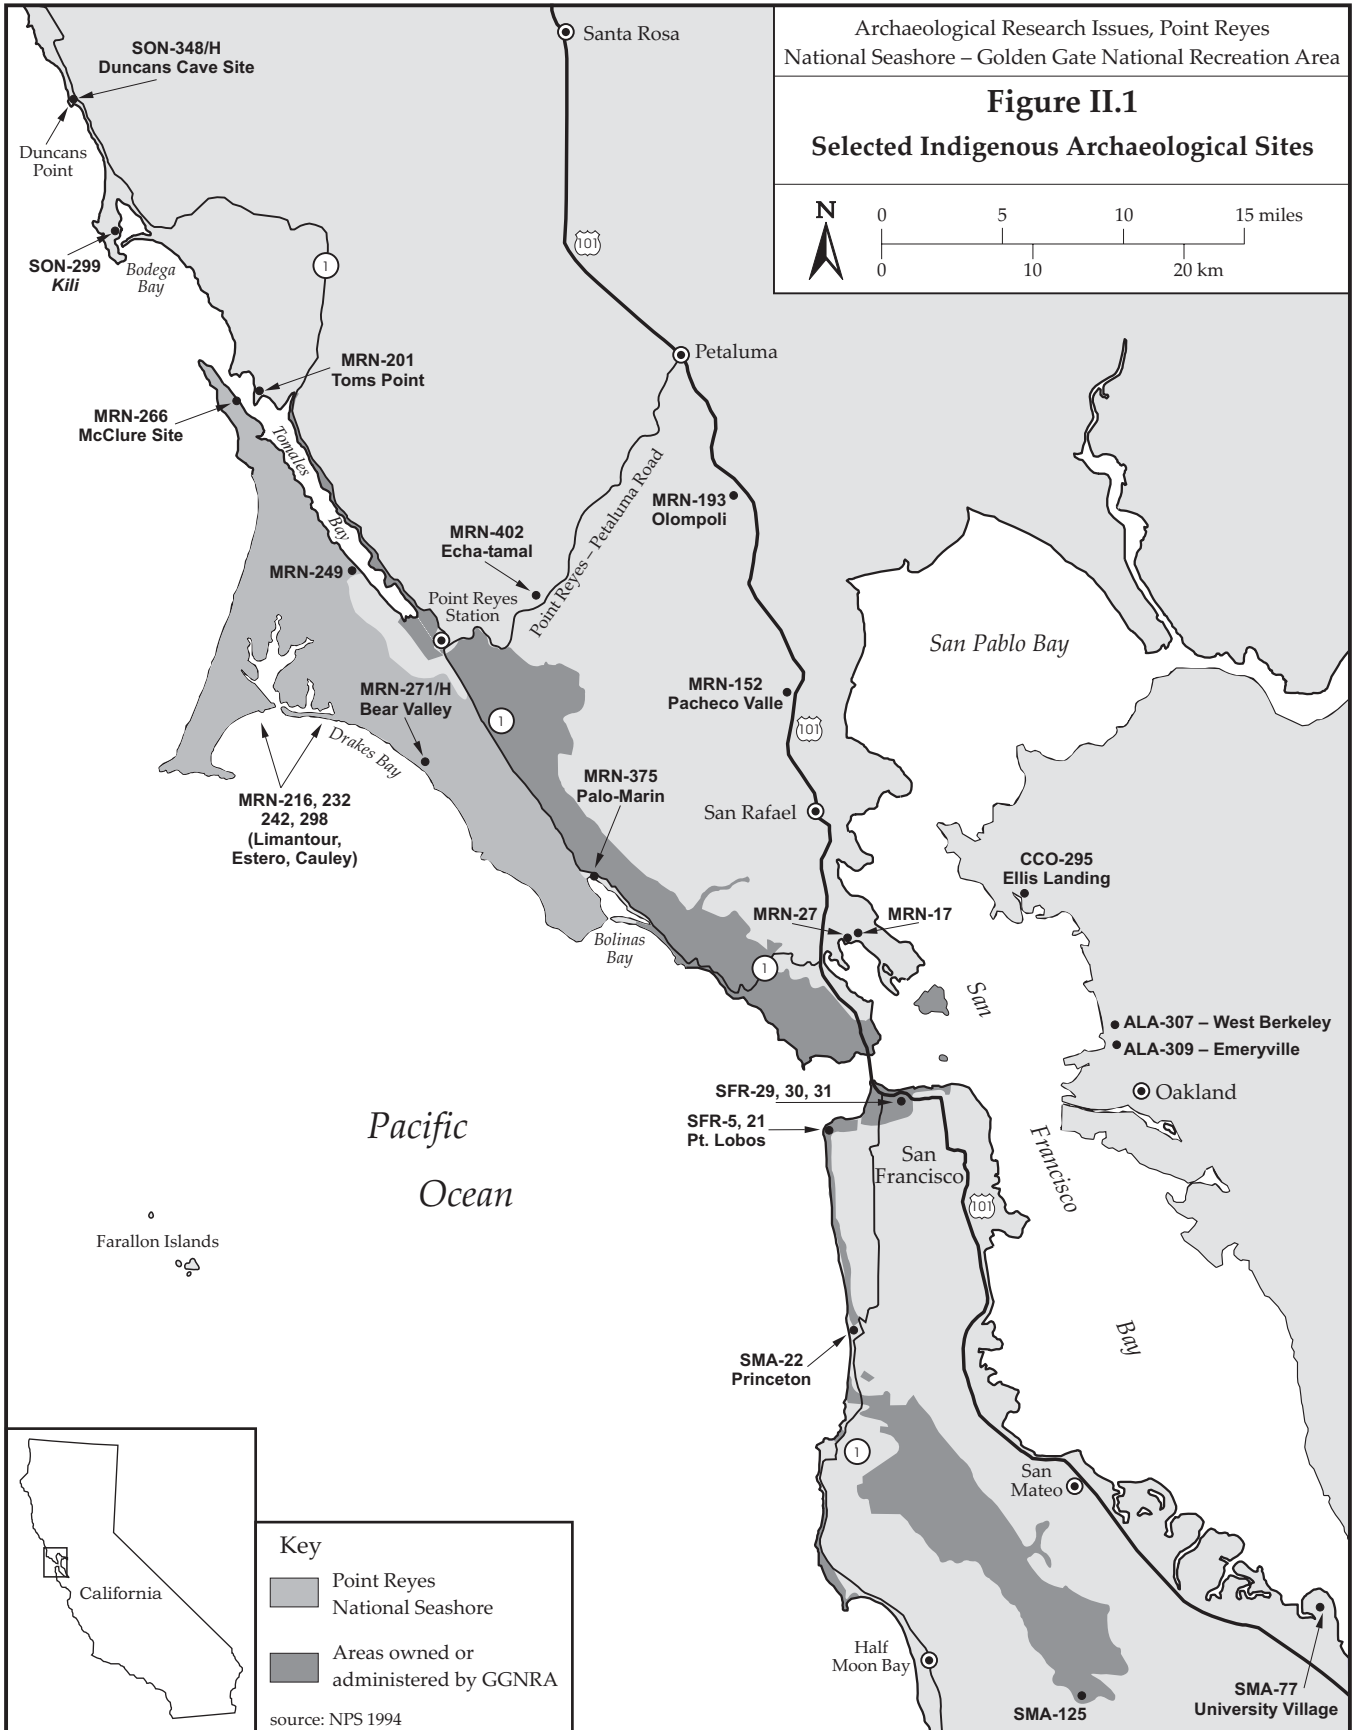 Archaeological Research Issues, Point Reyes
National Seashore – Golden Gate National Recreation Area
Figure II.1
Selected Indigenous Archaeological Sites
N
0 5 10 15 miles
0 10 20 km
SON-348/H
Duncans Cave Site
Duncans
Point
SON-299
Kili
Bodega
Bay
1
Santa Rosa
101
Petaluma
MRN-201
Toms Point
MRN-266
McClure Site
Tomales
Bay
MRN-193
Olompoli
Point Reyes – Petaluma Road
MRN-402
Echa-tamal
MRN-249
Point Reyes
Station
San Pablo Bay
MRN-271/H
Bear Valley
MRN-152
Pacheco Valle
1
101
Drakes Bay
MRN-216, 232
242, 298
(Limantour,
Estero, Cauley)
MRN-375
Palo-Marin
San Rafael
CCO-295
Ellis Landing
MRN-27
MRN-17
Bolinas
Bay
1
San
Francisco
Bay
ALA-307 – West Berkeley
ALA-309 – Emeryville
Oakland
SFR-29, 30, 31
SFR-5, 21
Pt. Lobos
San
Francisco
101
Pacific
Ocean
Farallon Islands
SMA-22
Princeton
1
San
Mateo
Half
Moon Bay
SMA-125
SMA-77
University Village
California
Key
Point Reyes
National Seashore
Areas owned or
administered by GGNRA
source: NPS 1994